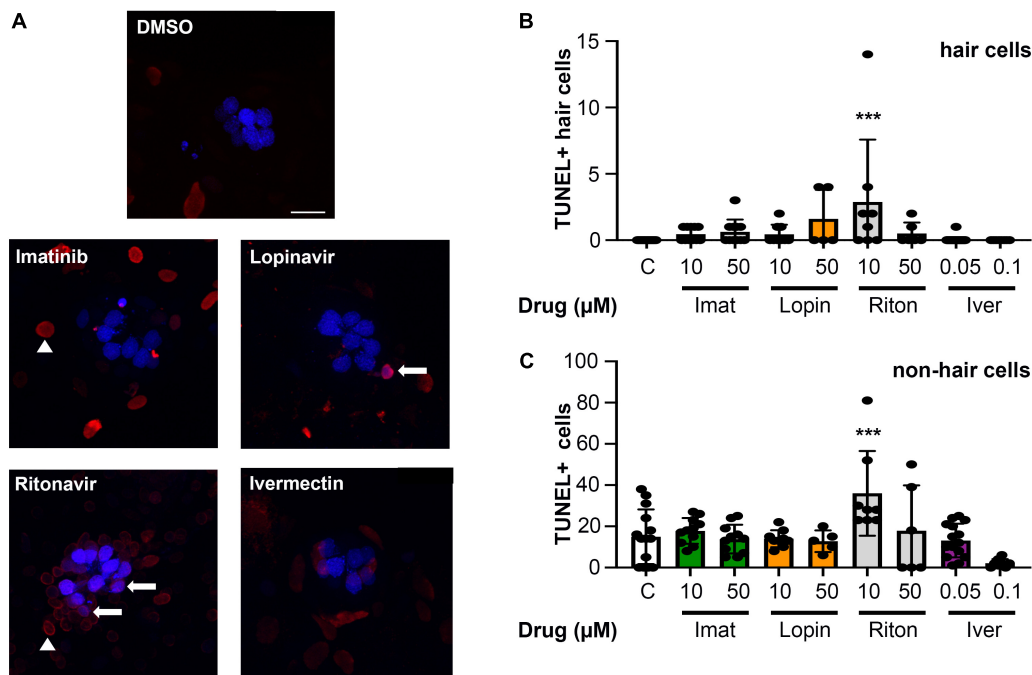 A
DMSO
Imatinib
Lopinavir
Ritonavir
Ivermectin
B
hair cells
TUNEL+ hair cells
15
10
5
0
***
C 10 50 10 50 10 50 0.05 0.1
Drug (µM) Imat Lopin Riton Iver
C
non-hair cells
TUNEL+ cells
100
80
60
40
20
0
***
C 10 50 10 50 10 50 0.05 0.1
Drug (µM) Imat Lopin Riton Iver